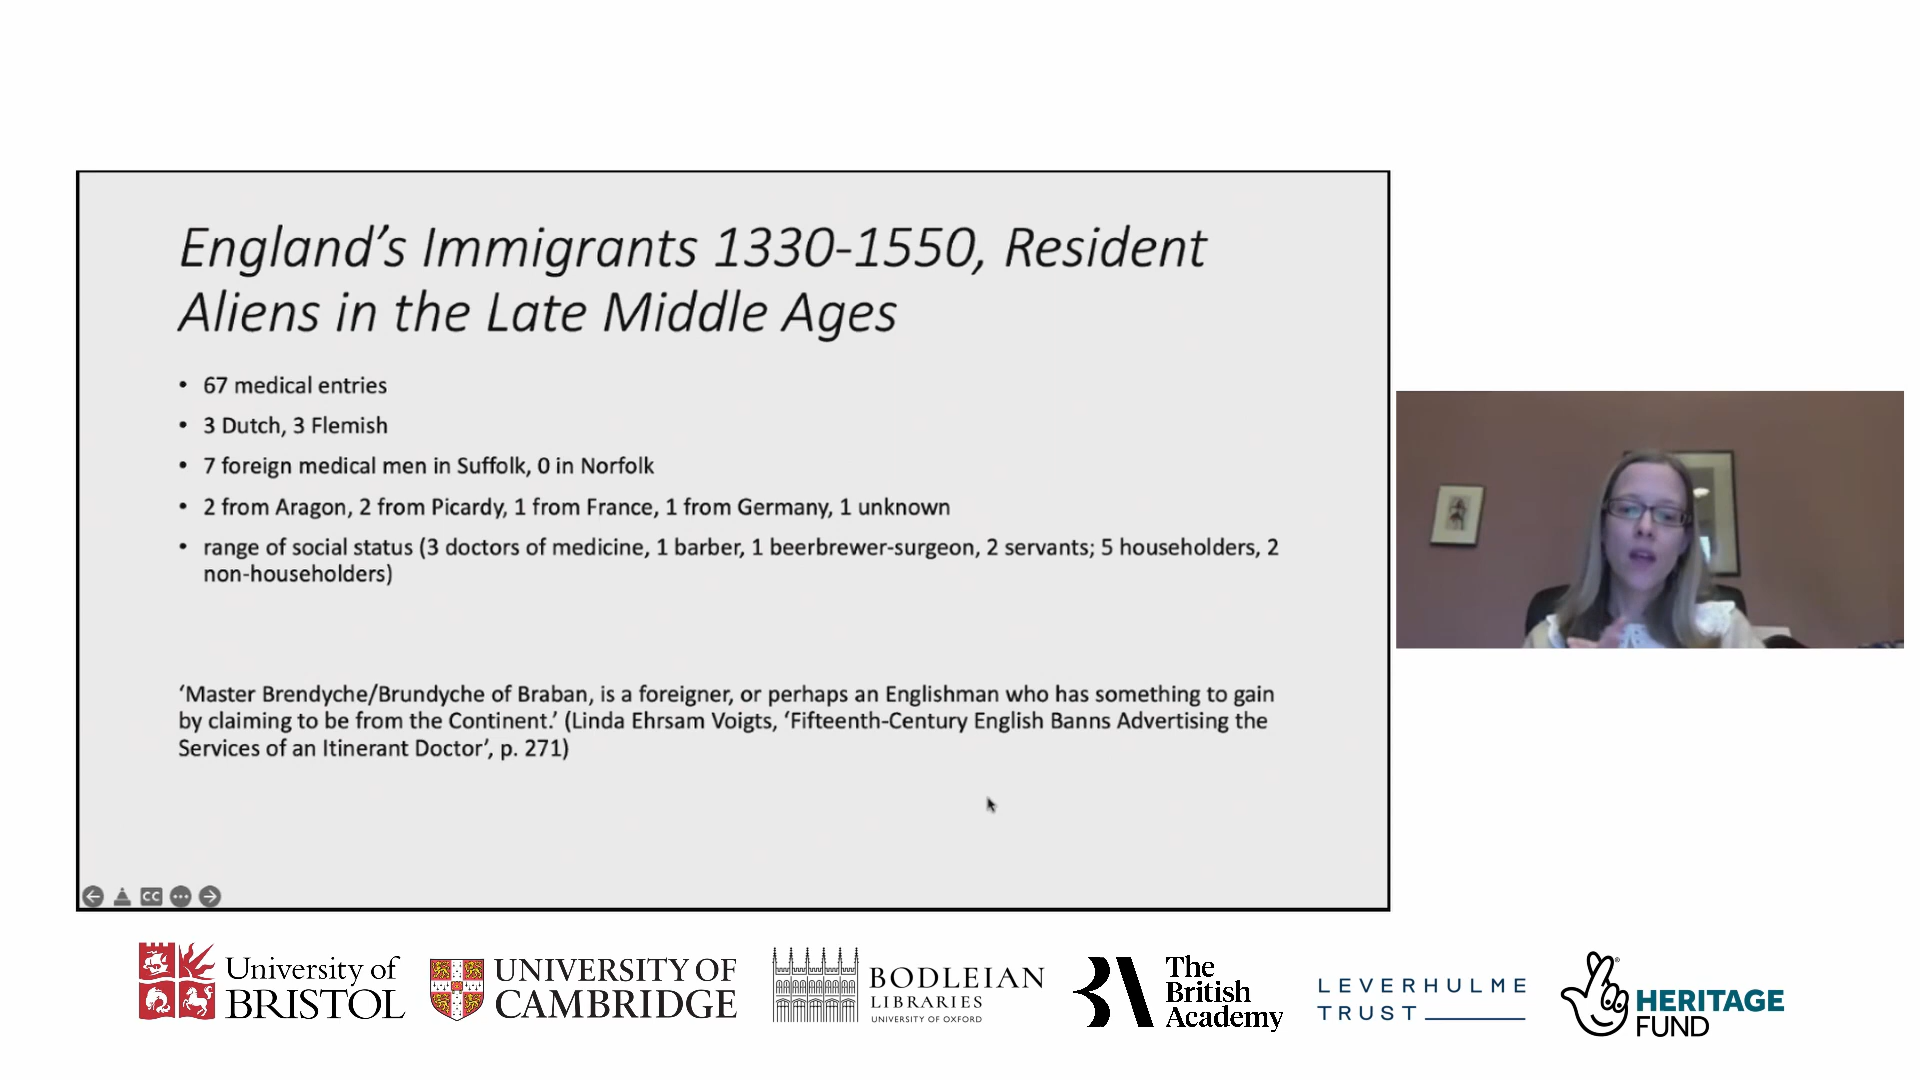 England’s Immigrants 1330-1550, Resident
Aliens in the Late Middle Ages
• 67 medical entries
• 3 Dutch, 3 Flemish
• 7 foreign medical men in Suffolk, 0 in Norfolk
• 2 from Aragon, 2 from Picardy, 1 from France, 1 from Germany, 1 unknown
• range of social status (3 doctors of medicine, 1 barber, 1 beerbrewer-surgeon, 2 servants; 5 householders, 2
non-householders)
‘Master Brendyche/Brundyche of Braban, is a foreigner, or perhaps an Englishman who has something to gain
by claiming to be from the Continent.’ (Linda Ehrsam Voigts, ‘Fifteenth-Century English Banns Advertising the
Services of an Itinerant Doctor’, p. 271)
CC
University of
BRISTOL
UNIVERSITY OF
CAMBRIDGE
BODLEIAN
LIBRARIES
UNIVERSITY OF OXFORD
BA
The
British
Academy
LEVERHULME
TRUST
HERITAGE
FUND